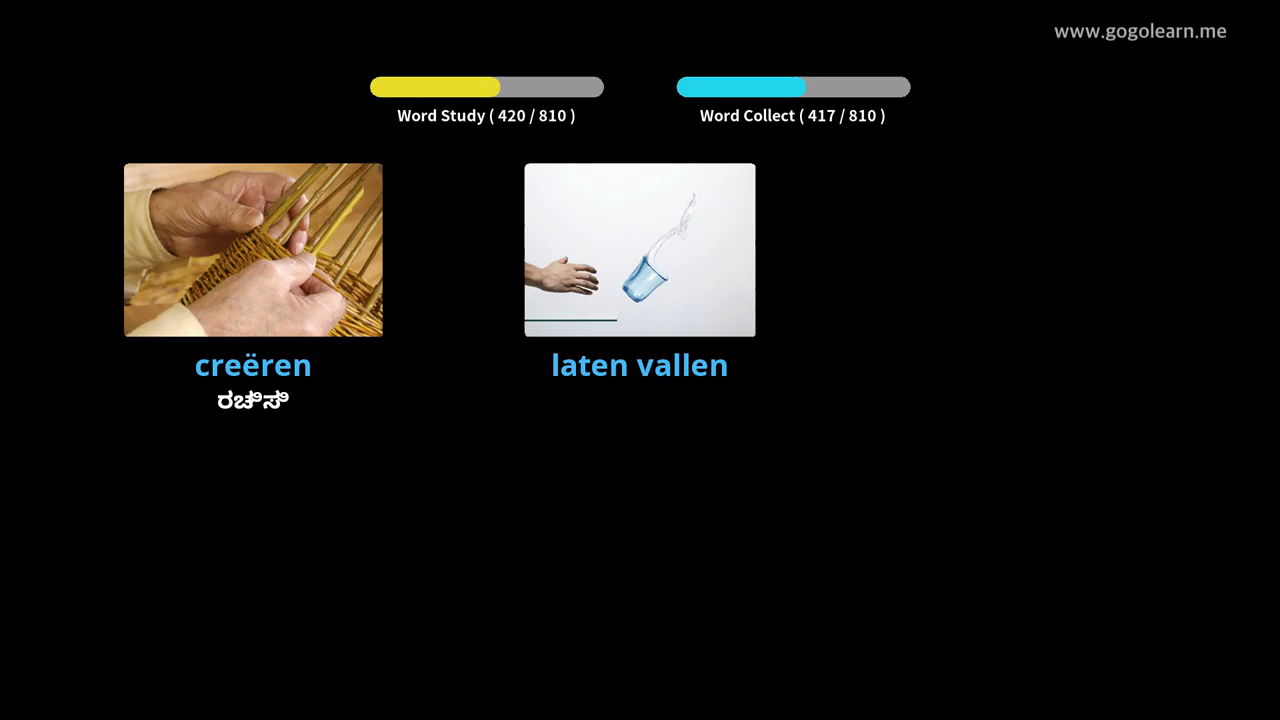 www.gogolearn.me
Word Study ( 420 / 810 )
Word Collect ( 417 / 810 )
creëren
laten vallen
ರಚಿಸಿ